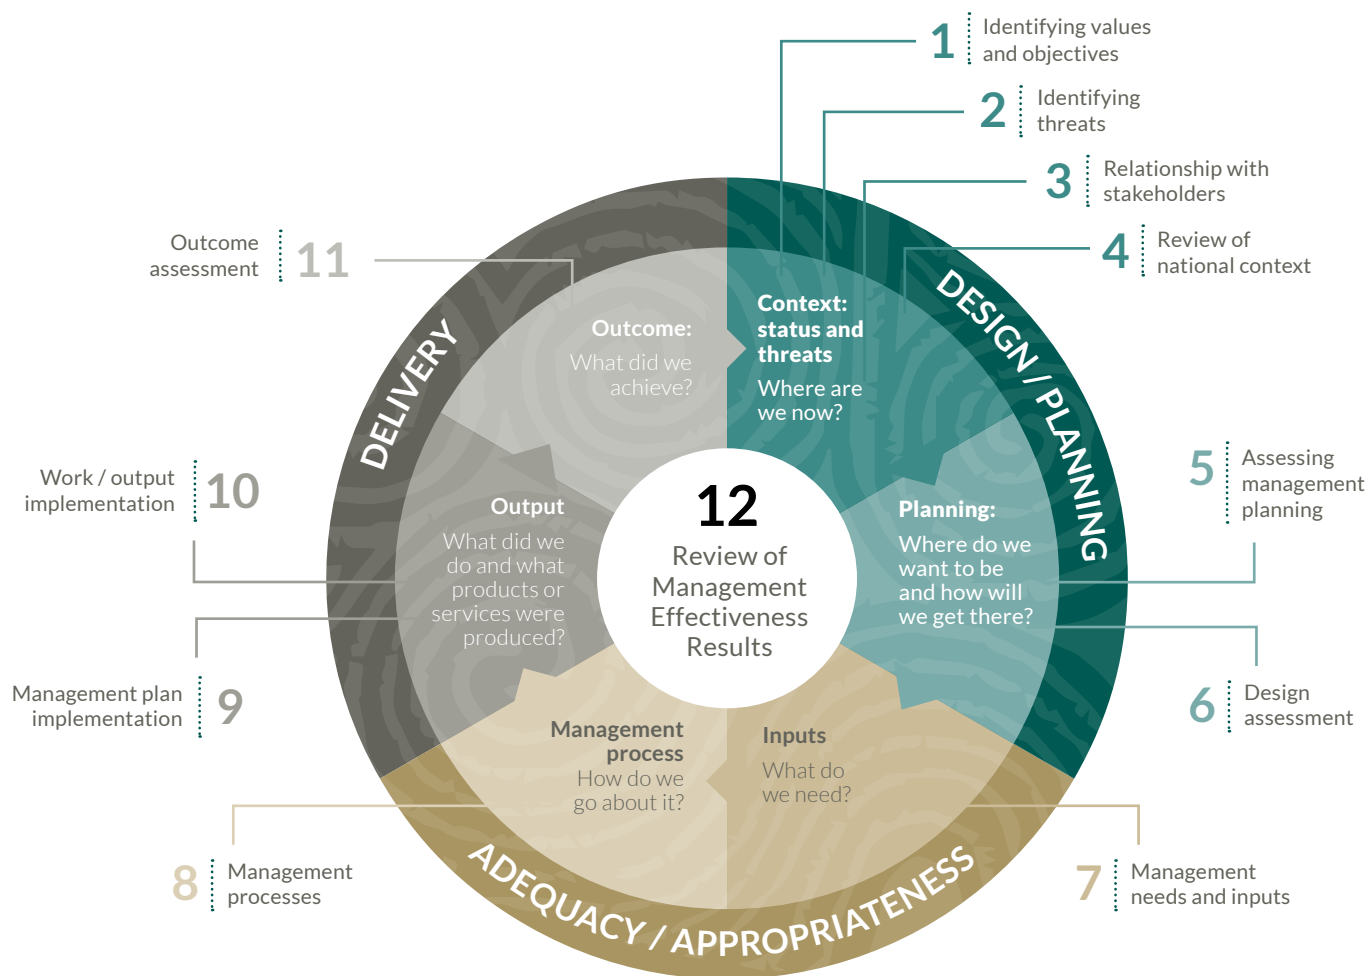 1
Identifying values
and objectives
2
Identifying
threats
3
Relationship with
stakeholders
4
Review of
national context
11
Outcome
assessment
DELIVERY
DESIGN / PLANNING
ADEQUACY / APPROPRIATENESS
Outcome:
What did we
achieve?
Context:
status and
threats
Where are
we now?
10
Work / output
implementation
Output
What did we
do and what
products or
services were
produced?
12
Review of
Management
Effectiveness
Results
Planning:
Where do we
want to be
and how will
we get there?
5
Assessing
management
planning
9
Management plan
implementation
6
Design
assessment
Management
process
How do we
go about it?
Inputs
What do
we need?
8
Management
processes
7
Management
needs and inputs